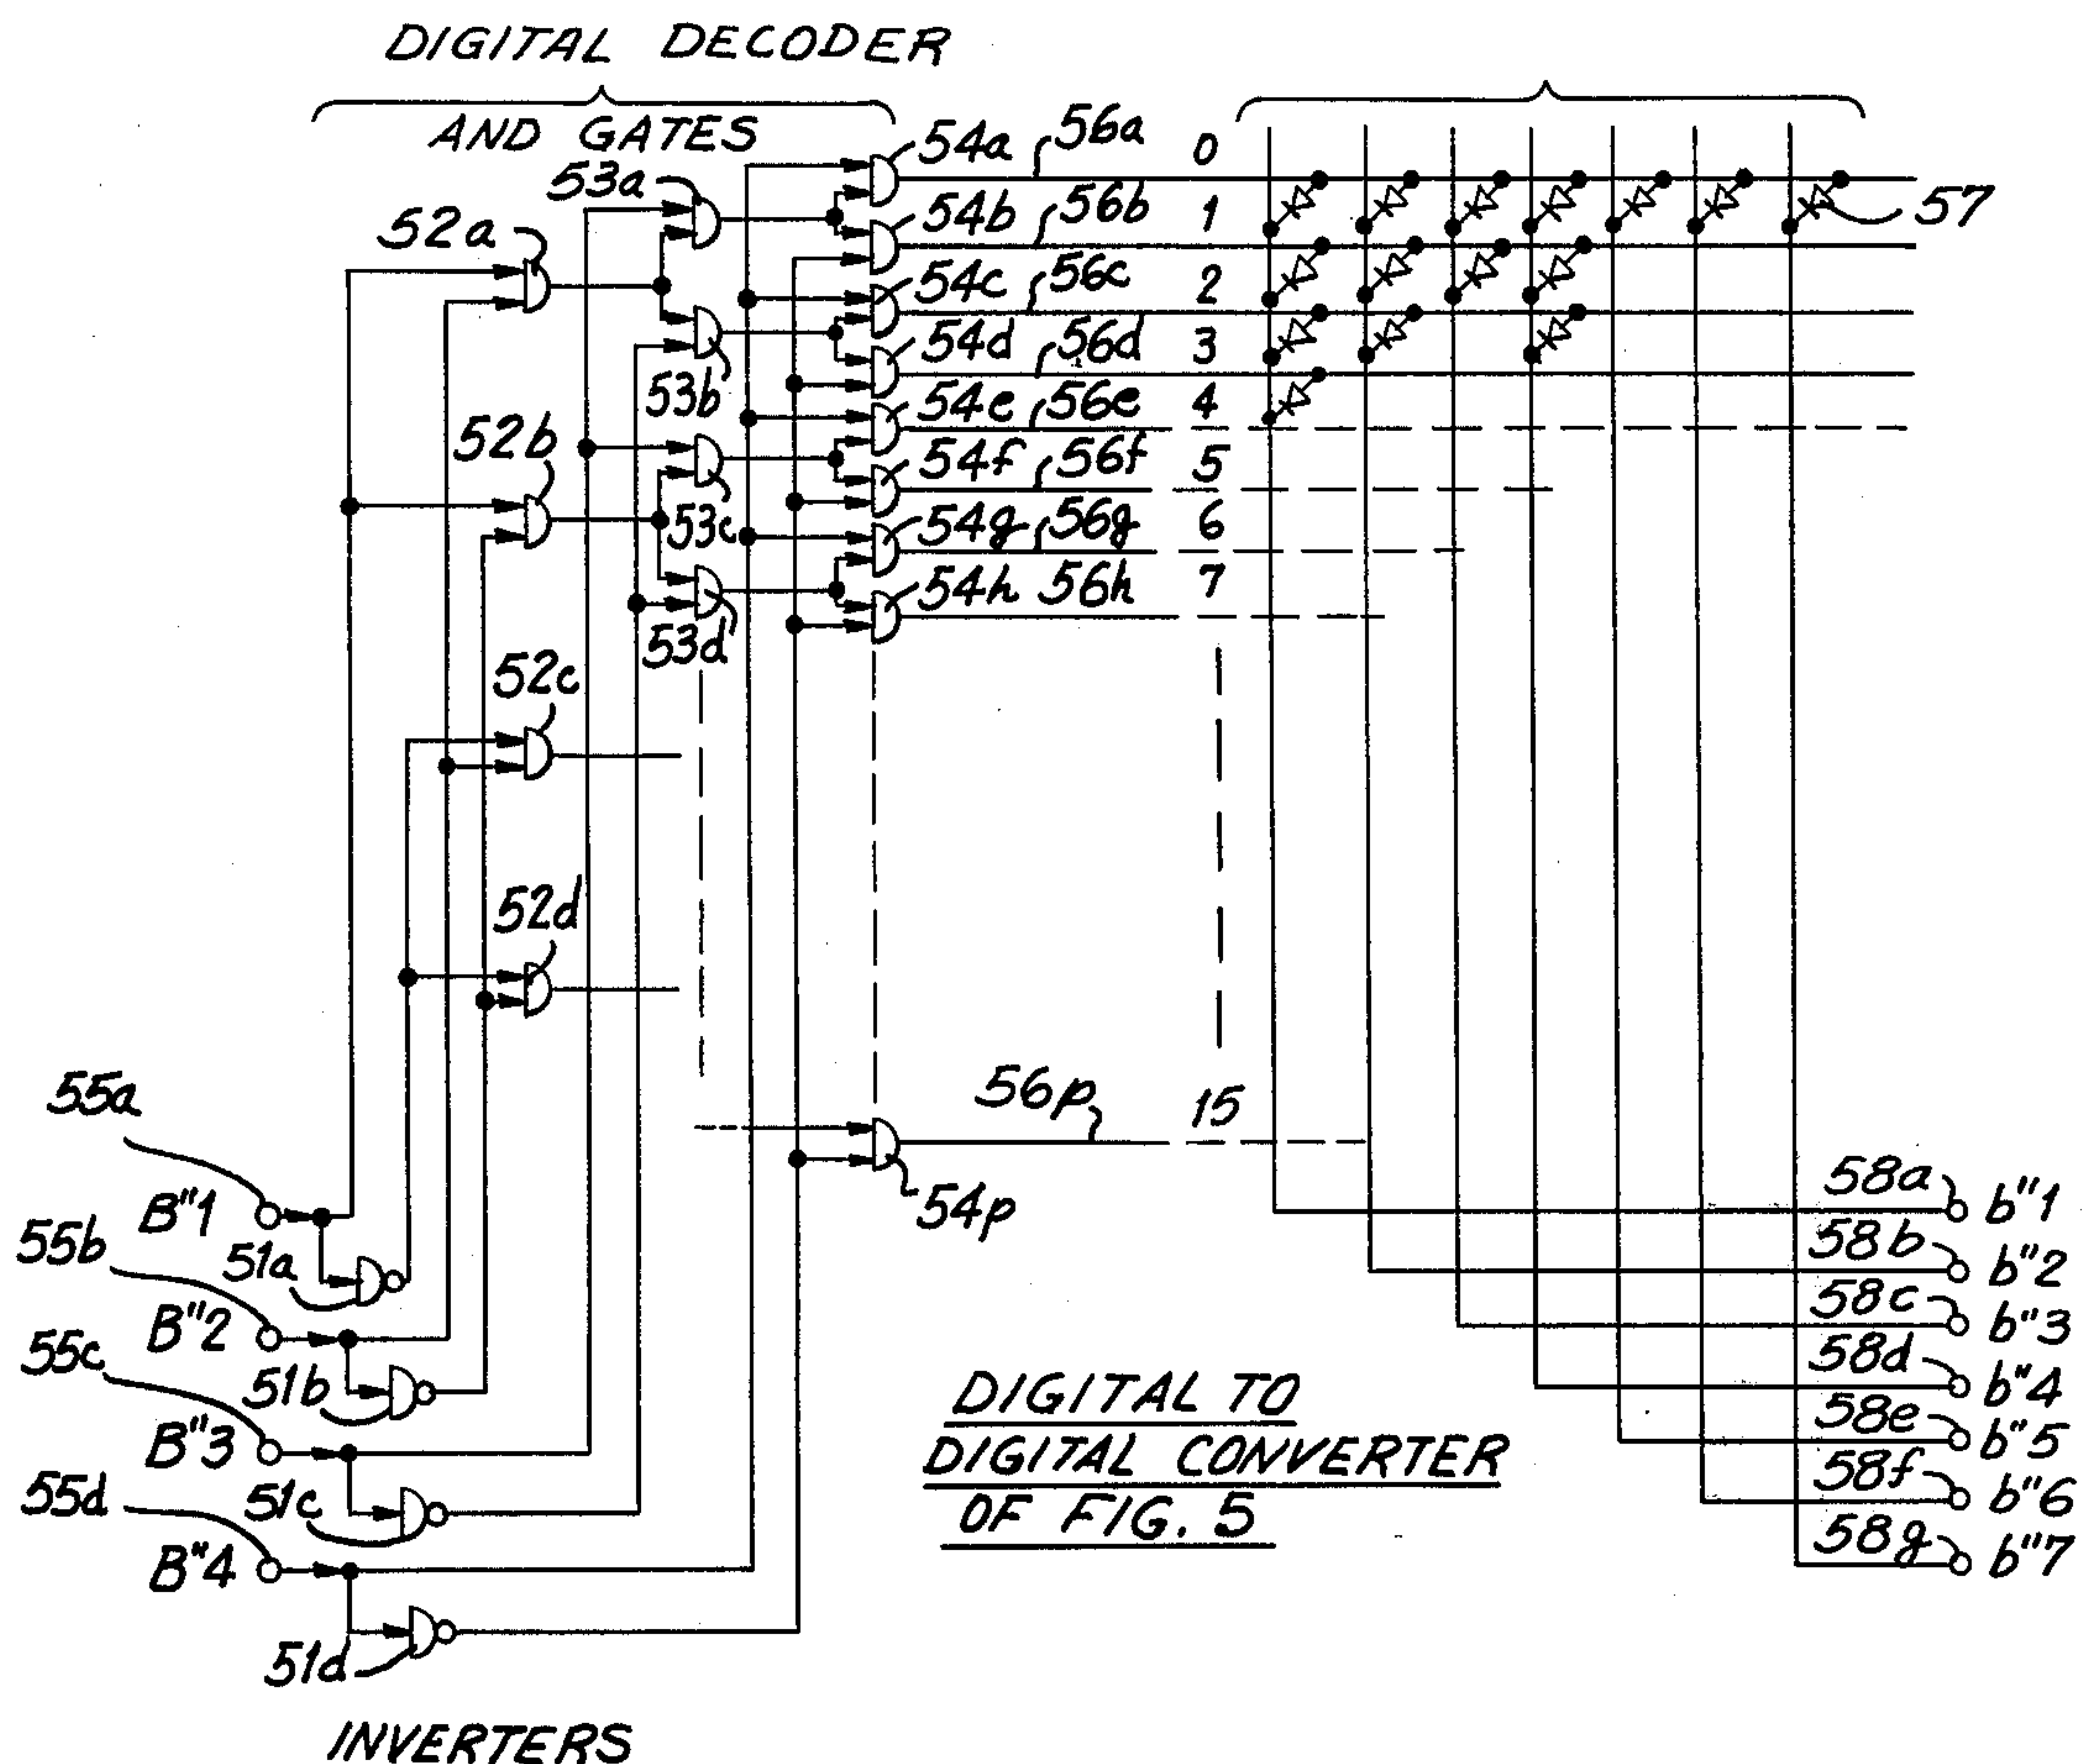 DIGITAL DECODER
AND GATES
54a
56a
0
53a
57
54b
56b
1
52a
54c
56c
2
54d
56d
3
53b
54e
56e
4
52b
54f
56f
5
53c
54g
56g
6
54h
56h
7
53d
52c
52d
55a
56p
15
B"1
54p
58a
b"1
55b
51a
58b
b"2
B"2
58c
b"3
55c
51b
58d
b"4
B"3
58e
b"5
55d
51c
58f
b"6
B"4
58g
b"7
51d
DIGITAL TO
DIGITAL CONVERTER
OF FIG. 5
INVERTERS